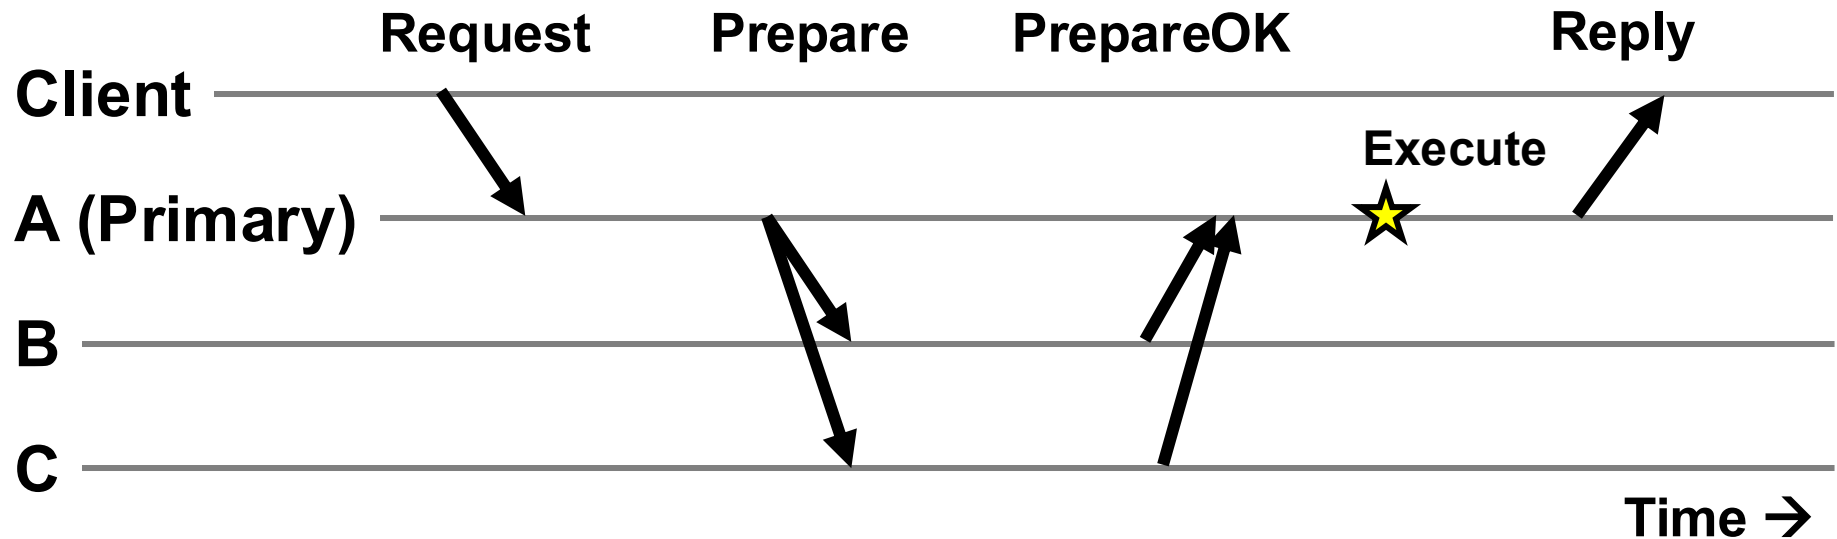 Request Prepare PrepareOK Reply
Client
Execute
A (Primary)
B
C
Time →